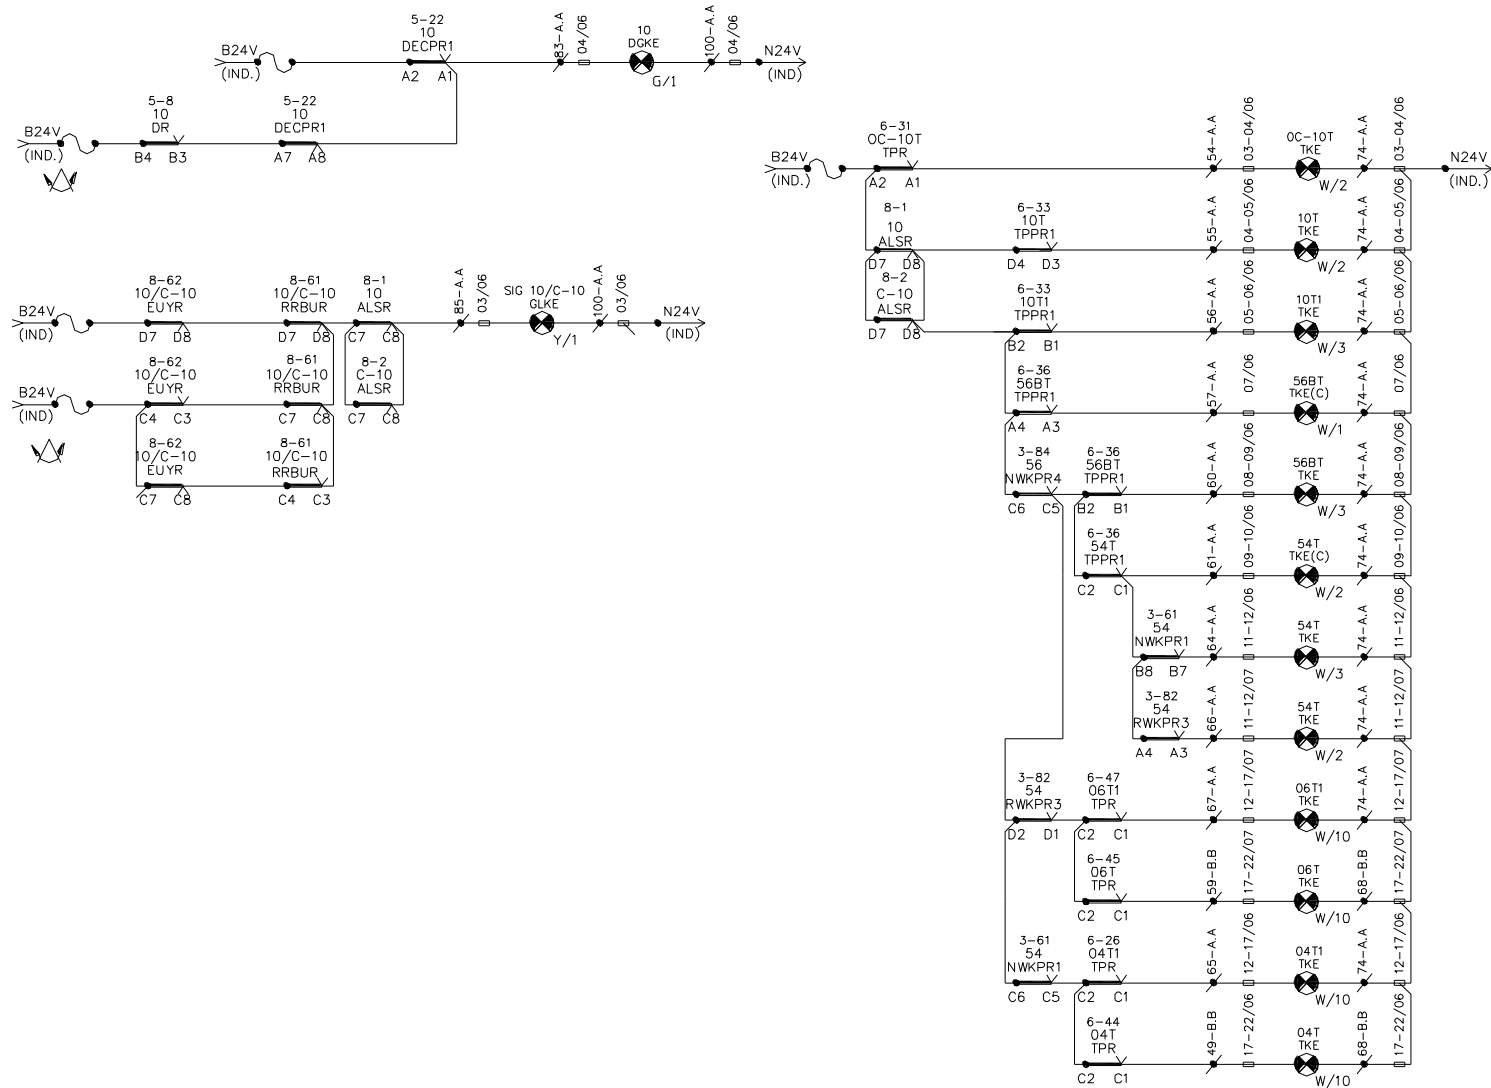 5-22
10
DECPR1
B24V
(IND.)
A2 A1
83-A.A
04/06
10
DGKE
G/1
100-A.A
04/06
N24V
(IND)
5-8
10
DR
5-22
10
DECPR1
B24V
(IND.)
B4 B3
A7 A8
8-62
10/C-10
EUYR
8-61
10/C-10
RRBUR
8-1
10
ALSR
B24V
(IND)
D7 D8
D7 D8
C7 C8
85-A.A
03/06
SIG 10/C-10
GLKE
Y/1
100-A.A
03/06
N24V
(IND)
8-62
10/C-10
EUYR
8-61
10/C-10
RRBUR
8-2
C-10
ALSR
B24V
(IND)
C4 C3
C7 C8
C7 C8
8-62
10/C-10
EUYR
8-61
10/C-10
RRBUR
C7 C8
C4 C3
6-31
OC-10T
TPR
B24V
(IND.)
A2 A1
54-A.A
03-04/06
OC-10T
TKE
W/2
74-A.A
03-04/06
N24V
(IND.)
8-1
10
ALSR
D7 D8
6-33
10T
TPPR1
D4 D3
55-A.A
04-05/06
10T
TKE
W/2
74-A.A
04-05/06
8-2
C-10
ALSR
D7 D8
6-33
10T1
TPPR1
B2 B1
56-A.A
05-06/06
10T1
TKE
W/3
74-A.A
05-06/06
6-36
56BT
TPPR1
A4 A3
57-A.A
07/06
56BT
TKE(C)
W/1
74-A.A
07/06
3-84
56
NWKPR4
C6 C5
6-36
56BT
TPPR1
B2 B1
60-A.A
08-09/06
56BT
TKE
W/3
74-A.A
08-09/06
6-36
54T
TPPR1
C2 C1
61-A.A
09-10/06
54T
TKE(C)
W/2
74-A.A
09-10/06
3-61
54
NWKPR1
B8 B7
64-A.A
11-12/06
54T
TKE
W/3
74-A.A
11-12/06
3-82
54
RWKPR3
A4 A3
66-A.A
11-12/07
54T
TKE
W/2
74-A.A
11-12/07
3-82
54
RWKPR3
D2 D1
6-47
06T1
TPR
C2 C1
67-A.A
12-17/07
06T1
TKE
W/10
74-A.A
12-17/07
6-45
06T
TPR
C2 C1
59-B.B
17-22/07
06T
TKE
W/10
68-B.B
17-22/07
3-61
54
NWKPR1
C6 C5
6-26
04T1
TPR
C2 C1
65-A.A
12-17/06
04T1
TKE
W/10
74-A.A
12-17/06
6-44
04T
TPR
C2 C1
49-B.B
17-22/06
04T
TKE
W/10
68-B.B
17-22/06